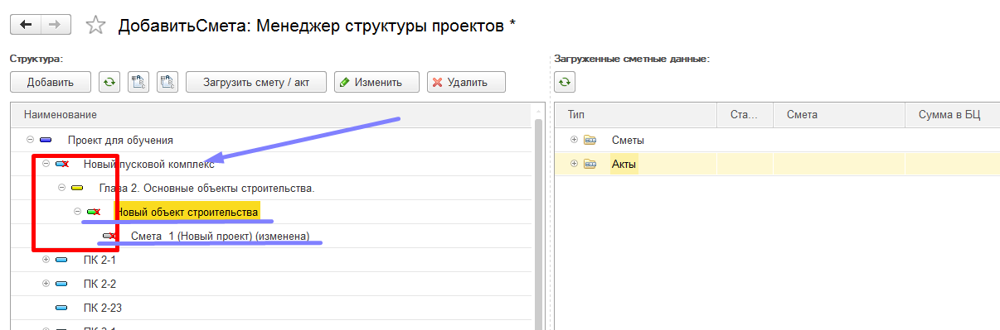 ДобавитьСмета: Менеджер структуры проектов *
Структура:
Добавить
Загрузить смету / акт
Изменить
Удалить
Наименование
Проект для обучения
Новый пусковой комплекс
Глава 2. Основные объекты строительства.
Новый объект строительства
Смета 1 (Новый проект) (изменена)
ПК 2-1
ПК 2-2
ПК 2-23
Загруженные сметные данные:
Тип
Ста...
Смета
Сумма в БЦ
Сметы
Акты